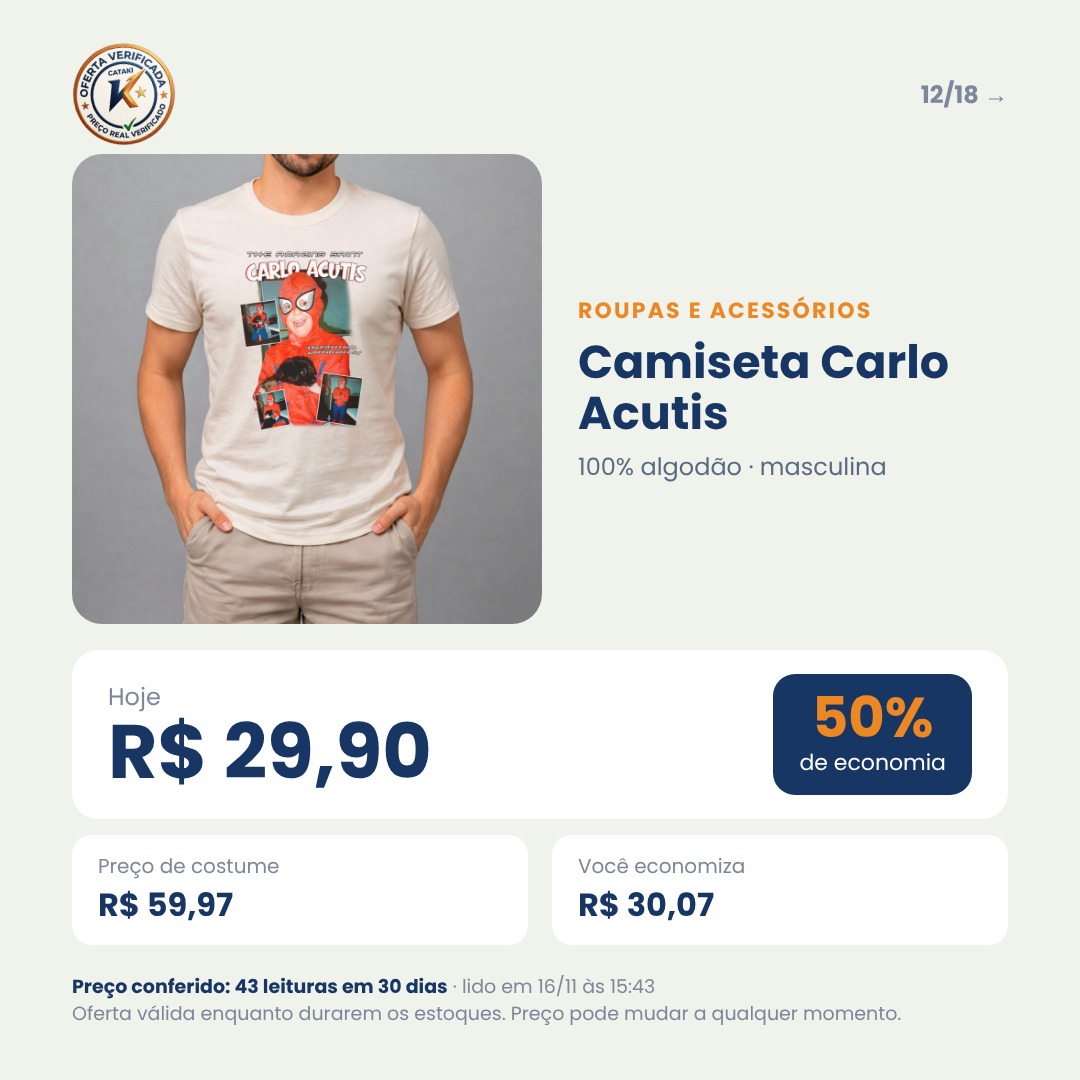 OFERTA VERIFICADA
CATAKI
K
PREÇO REAL VERIFICADO
12/18 →
THE AMAZING SAINT
CARLO ACUTIS
ROUPAS E ACESSÓRIOS
Camiseta Carlo
Acutis
100% algodão · masculina
Hoje
R$ 29,90
50%
de economia
Preço de costume
R$ 59,97
Você economiza
R$ 30,07
Preço conferido: 43 leituras em 30 dias · lido em 16/11 às 15:43
Oferta válida enquanto durarem os estoques. Preço pode mudar a qualquer momento.